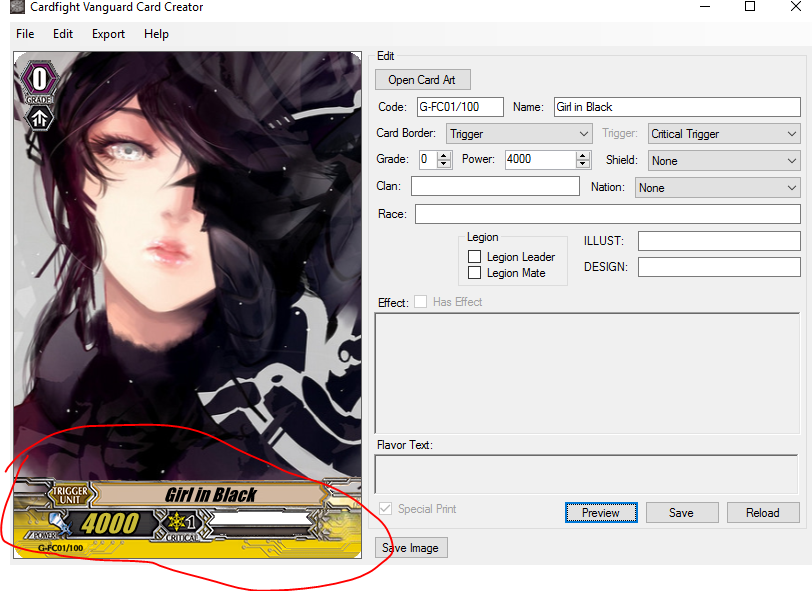 Cardfight Vanguard Card Creator
File Edit Export Help
0
GRADE
TRIGGER
UNIT
Girl in Black
POWER
4000
1
CRITICAL
G-FC01/100
Edit
Open Card Art
Code: G-FC01/100 Name: Girl in Black
Card Border: Trigger Trigger: Critical Trigger
Grade: 0 Power: 4000 Shield: None
Clan: Nation: None
Race:
Legion
Legion Leader
Legion Mate
ILLUST:
DESIGN:
Effect: Has Effect
Flavor Text:
Special Print
Preview Save Reload
Save Image